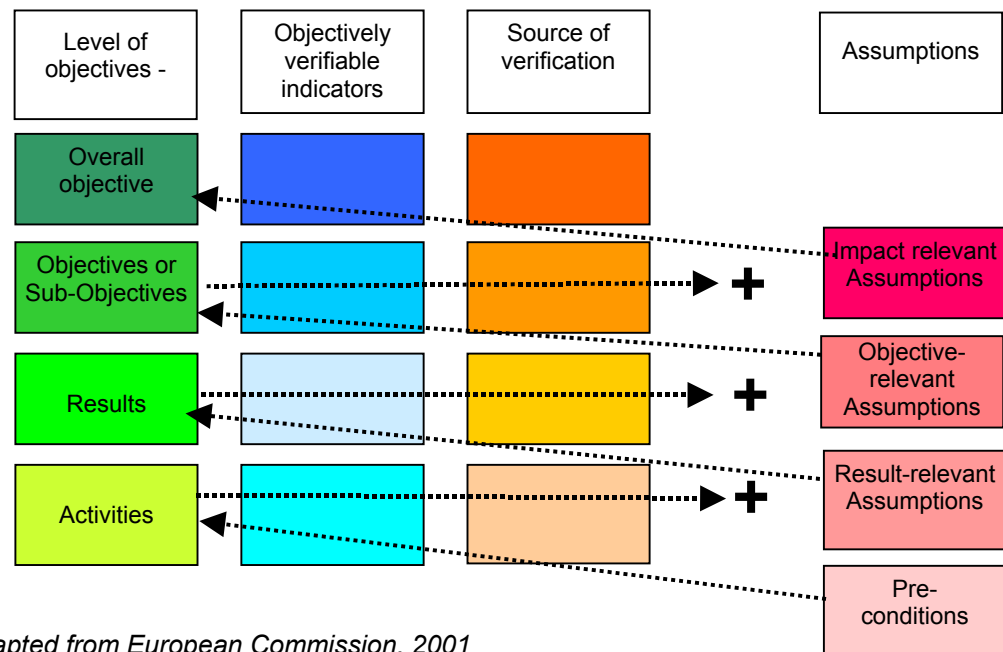 Level of
objectives -
Objectively
verifiable
indicators
Source of
verification
Assumptions
Overall
objective
Impact relevant
Assumptions
Objectives or
Sub-Objectives
+
Objective-
relevant
Assumptions
Results
+
Result-relevant
Assumptions
Activities
+
Pre-
conditions
apted from European Commission, 2001